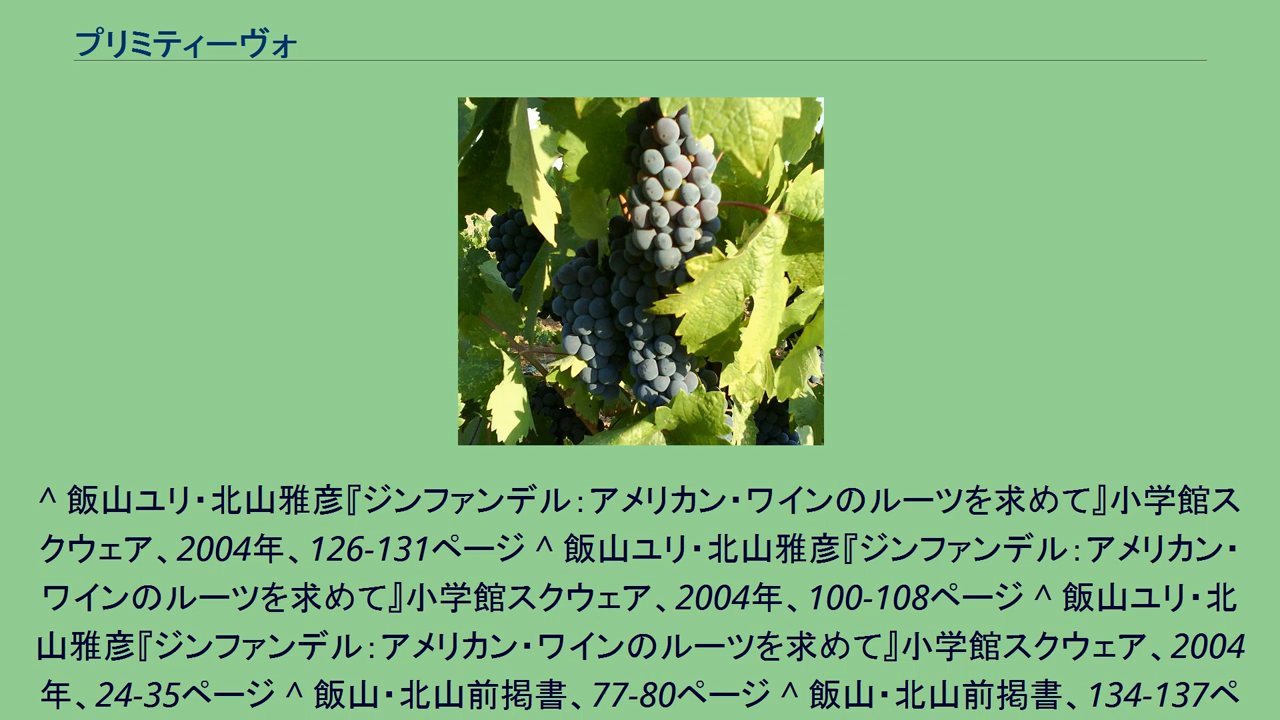 プリミティーヴォ
^ 飯山ユリ・北山雅彦『ジンファンデル：アメリカン・ワインのルーツを求めて』小学館ス
クウェア、2004年、126-131ページ ^ 飯山ユリ・北山雅彦『ジンファンデル：アメリカン・
ワインのルーツを求めて』小学館スクウェア、2004年、100-108ページ ^ 飯山ユリ・北
山雅彦『ジンファンデル：アメリカン・ワインのルーツを求めて』小学館スクウェア、2004
年、24-35ページ ^ 飯山・北山前掲書、77-80ページ ^ 飯山・北山前掲書、134-137ペ